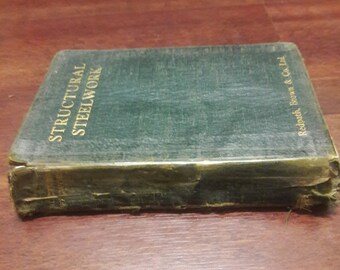 STRUCTURAL
STEELWORK
Redpath, Brown & Co. Ltd.